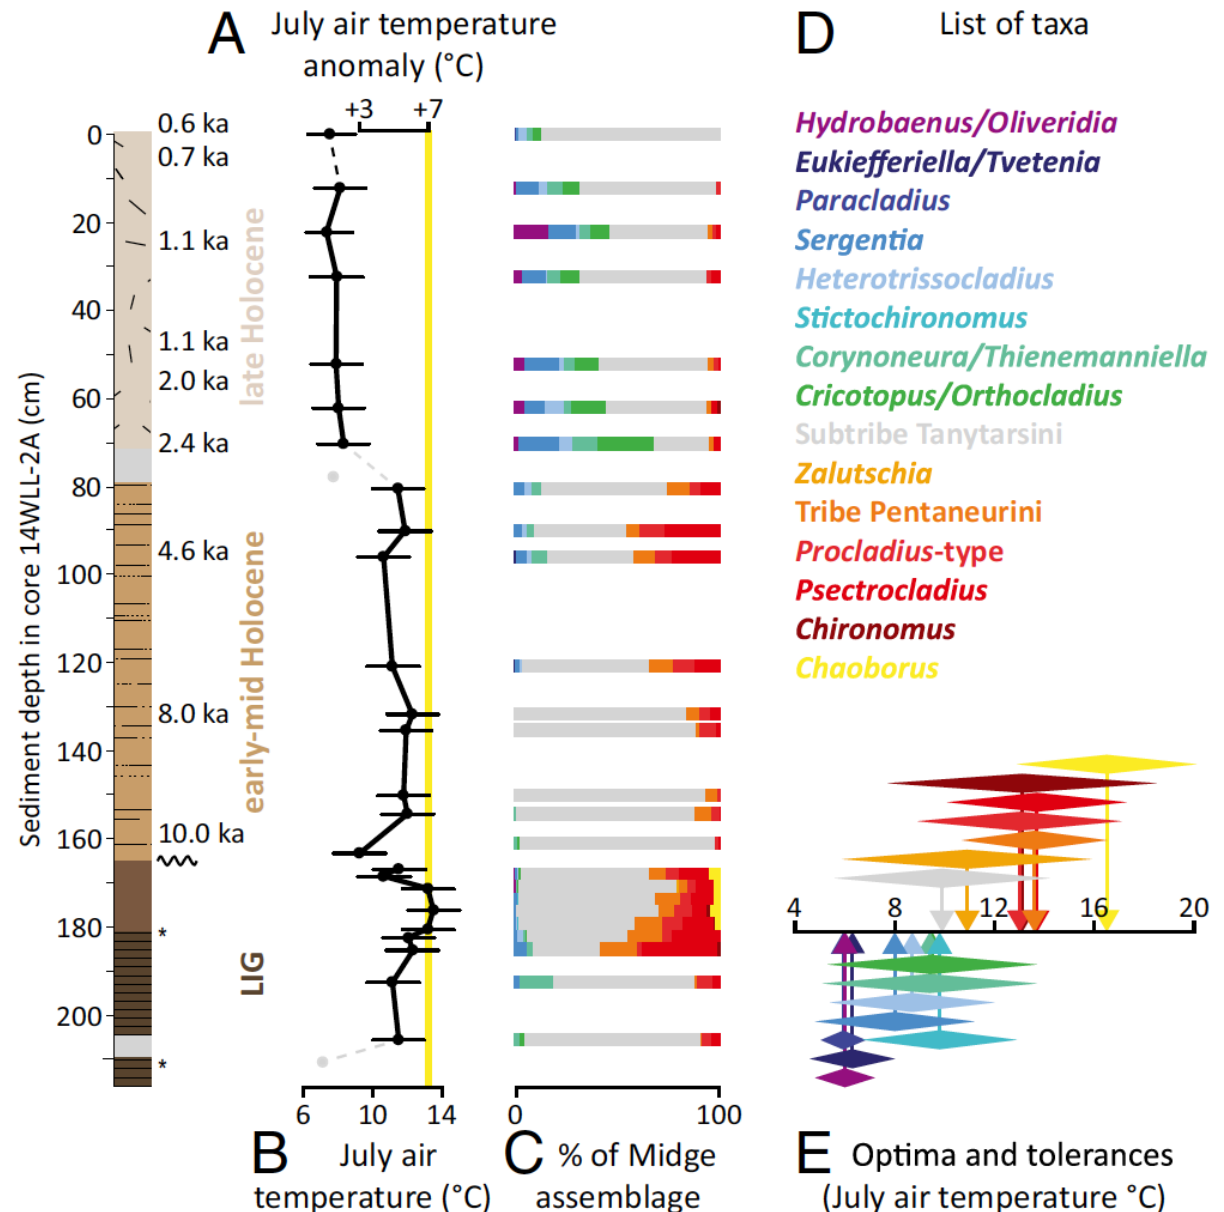 A
July air temperature
anomaly (°C)
+3
+7
D
List of taxa
0
20
40
60
80
100
120
140
160
180
200
Sediment depth in core 14WLL-2A (cm)
0.6 ka
0.7 ka
1.1 ka
1.1 ka
2.0 ka
2.4 ka
4.6 ka
8.0 ka
10.0 ka
*
*
late Holocene
early-mid Holocene
LIG
Hydrobaenus/Oliveridia
Eukiefferiella/Tvetenia
Paracladius
Sergentia
Heterotrissocladius
Stictochironomus
Corynoneura/Thienemanniella
Cricotopus/Orthocladius
Subtribe Tanytarsini
Zalutschia
Tribe Pentaneurini
Procladius-type
Psectrocladius
Chironomus
Chaoborus
4
8
12
16
20
6
10
14
0
100
B
July air
temperature (°C)
C
% of Midge
assemblage
E
Optima and tolerances
(July air temperature °C)